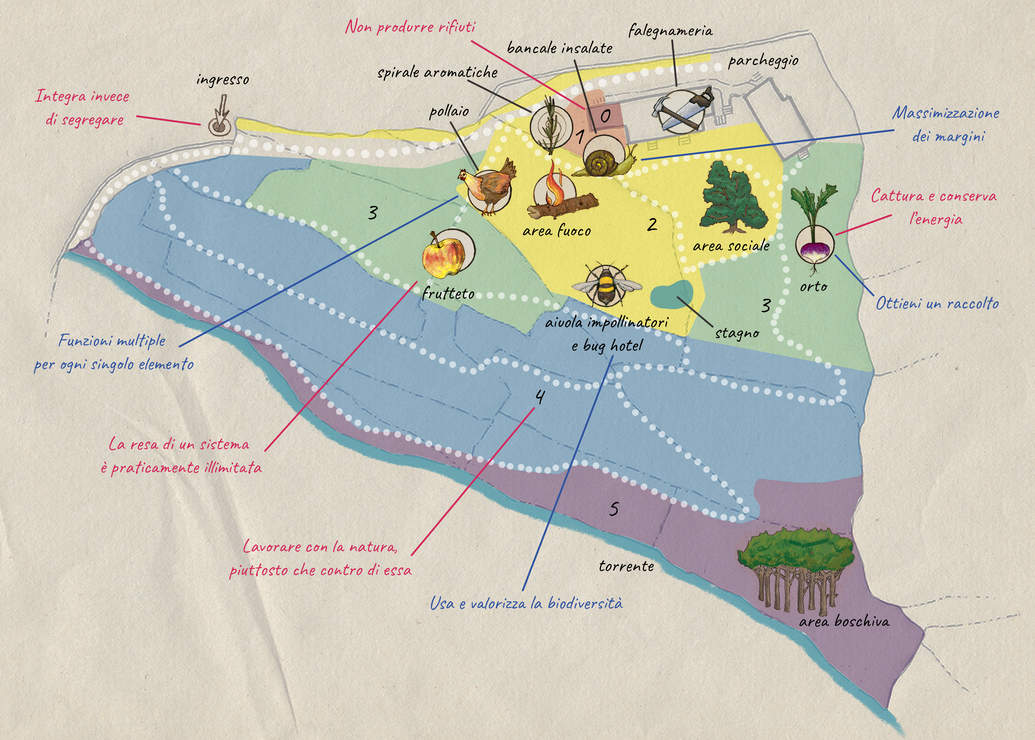 Non produrre rifiuti
falegnameria
bancale insalate
parcheggio
spirale aromatiche
ingresso
Integra invece
di segregare
pollaio
0
1
Massimizzazione
dei margini
Cattura e conserva
l'energia
3
2
area fuoco
area sociale
frutteto
orto
3
Ottieni un raccolto
aiuola impollinatori
e bug hotel
stagno
Funzioni multiple
per ogni singolo elemento
4
La resa di un sistema
è praticamente illimitata
5
Lavorare con la natura,
piuttosto che contro di essa
torrente
Usa e valorizza la biodiversità
area boschiva